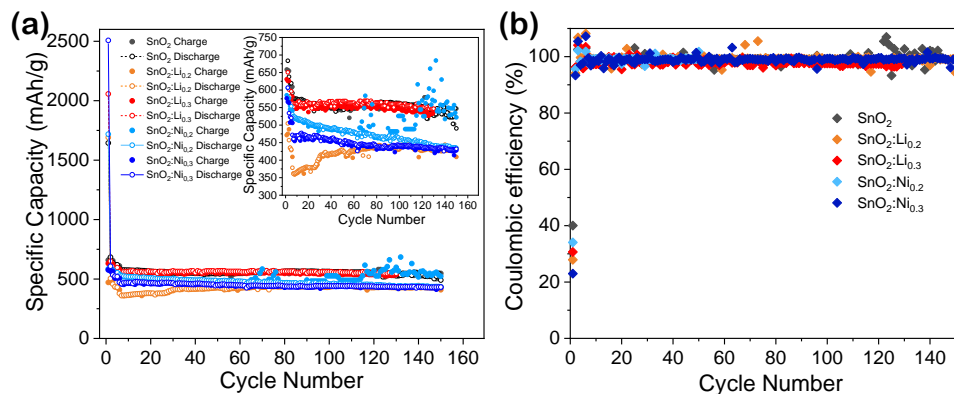 (a)
Specific Capacity (mAh/g)
2500
2000
1500
1000
500
0
0 20 40 60 80 100 120 140 160
Cycle Number
SnO₂ Charge
SnO₂ Discharge
SnO₂:Li₀.₂ Charge
SnO₂:Li₀.₂ Discharge
SnO₂:Li₀.₃ Charge
SnO₂:Li₀.₃ Discharge
SnO₂:Ni₀.₂ Charge
SnO₂:Ni₀.₂ Discharge
SnO₂:Ni₀.₃ Charge
SnO₂:Ni₀.₃ Discharge
Specific Capacity (mAh/g)
750
700
650
600
550
500
450
400
350
300
0 20 40 60 80 100 120 140 160
Cycle Number
(b)
Coulombic efficiency (%)
100
80
60
40
20
0
0 20 40 60 80 100 120 140
Cycle Number
SnO₂
SnO₂:Li₀.₂
SnO₂:Li₀.₃
SnO₂:Ni₀.₂
SnO₂:Ni₀.₃